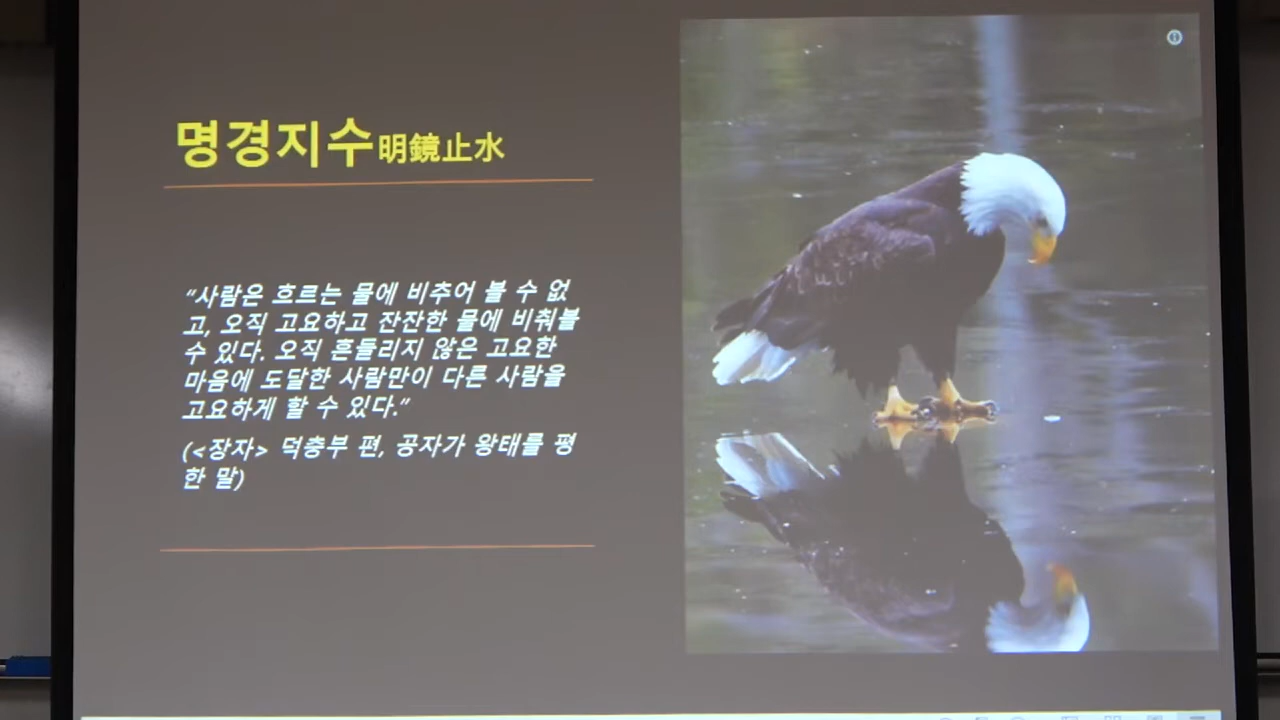 명경지수明鏡止水
“사람은 흐르는 물에 비추어 볼 수 없
고, 오직 고요하고 잔잔한 물에 비춰볼
수 있다. 오직 흔들리지 않은 고요한
마음에 도달한 사람만이 다른 사람을
고요하게 할 수 있다.”
(<장자> 덕충부 편, 공자가 왕태를 평
한 말)